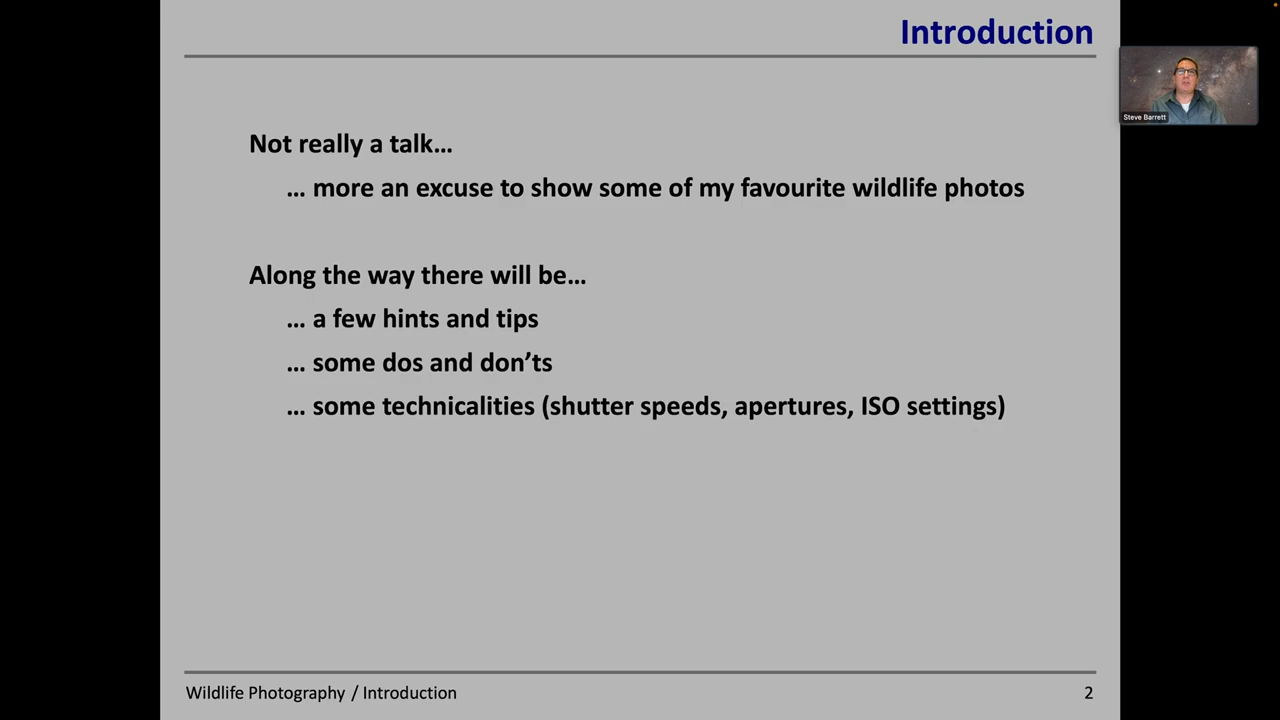 Introduction
Steve Barrett
Not really a talk…
… more an excuse to show some of my favourite wildlife photos
Along the way there will be…
… a few hints and tips
… some dos and don’ts
… some technicalities (shutter speeds, apertures, ISO settings)
Wildlife Photography / Introduction
2